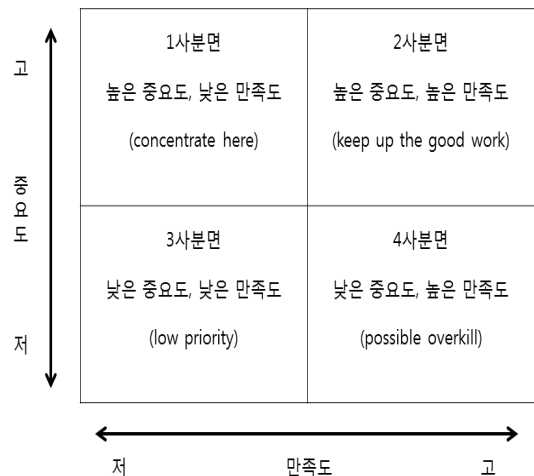 고
중요도
저
1사분면
높은 중요도, 낮은 만족도
(concentrate here)
2사분면
높은 중요도, 높은 만족도
(keep up the good work)
3사분면
낮은 중요도, 낮은 만족도
(low priority)
4사분면
낮은 중요도, 높은 만족도
(possible overkill)
저 만족도 고